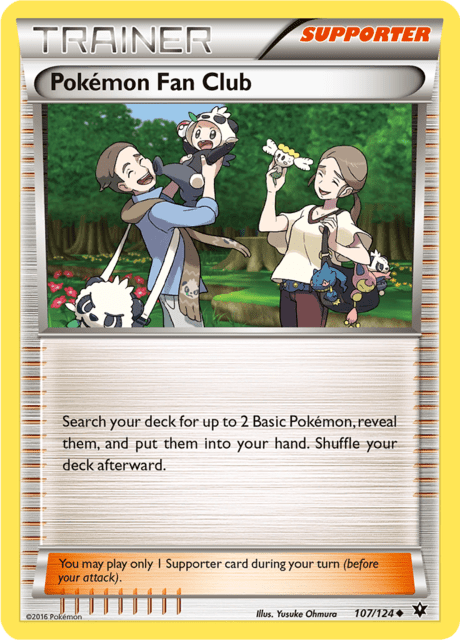 TRAINER
SUPPORTER
Pokémon Fan Club
Search your deck for up to 2 Basic Pokémon, reveal
them, and put them into your hand. Shuffle your
deck afterward.
You may play only 1 Supporter card during your turn (before
your attack).
©2016 Pokémon
Illus. Yusuke Ohmura
107/124